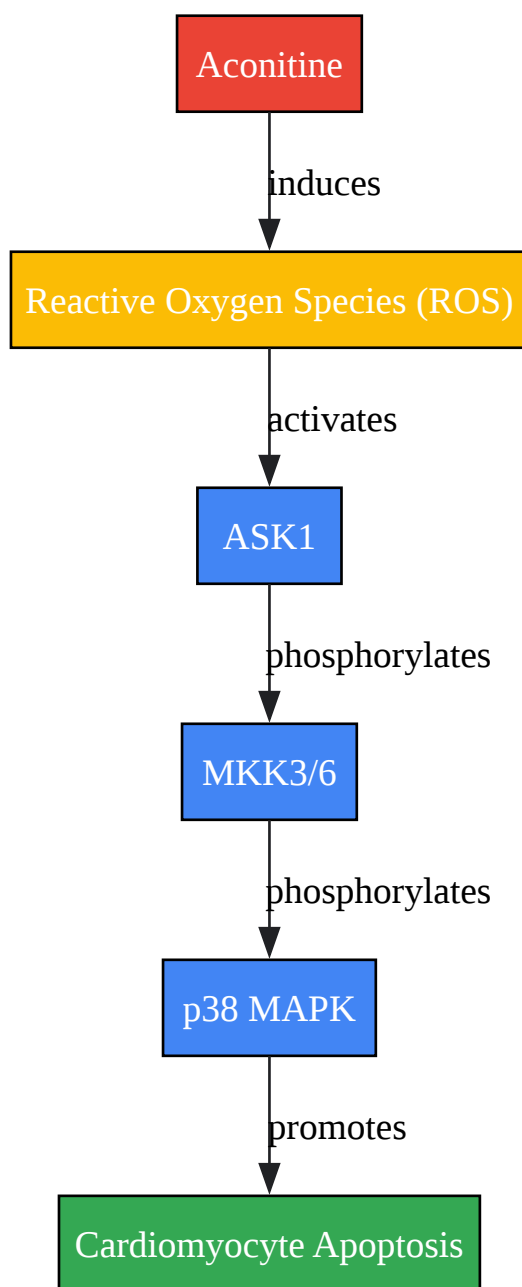 Aconitine
induces
Reactive Oxygen Species (ROS)
activates
ASK1
phosphorylates
MKK3/6
phosphorylates
p38 MAPK
promotes
Cardiomyocyte Apoptosis